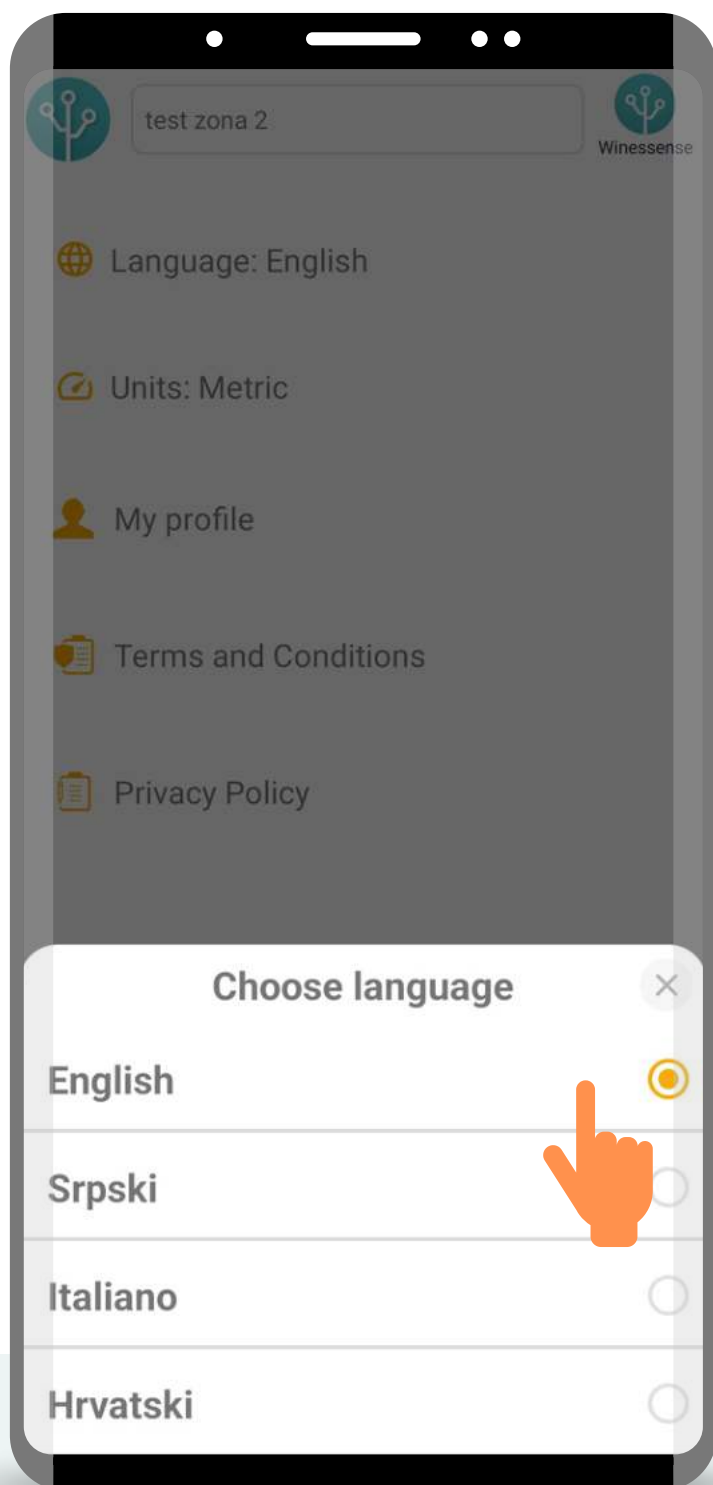 test zona 2
Winessense
Language: English
Units: Metric
My profile
Terms and Conditions
Privacy Policy
Choose language
English
Srpski
Italiano
Hrvatski